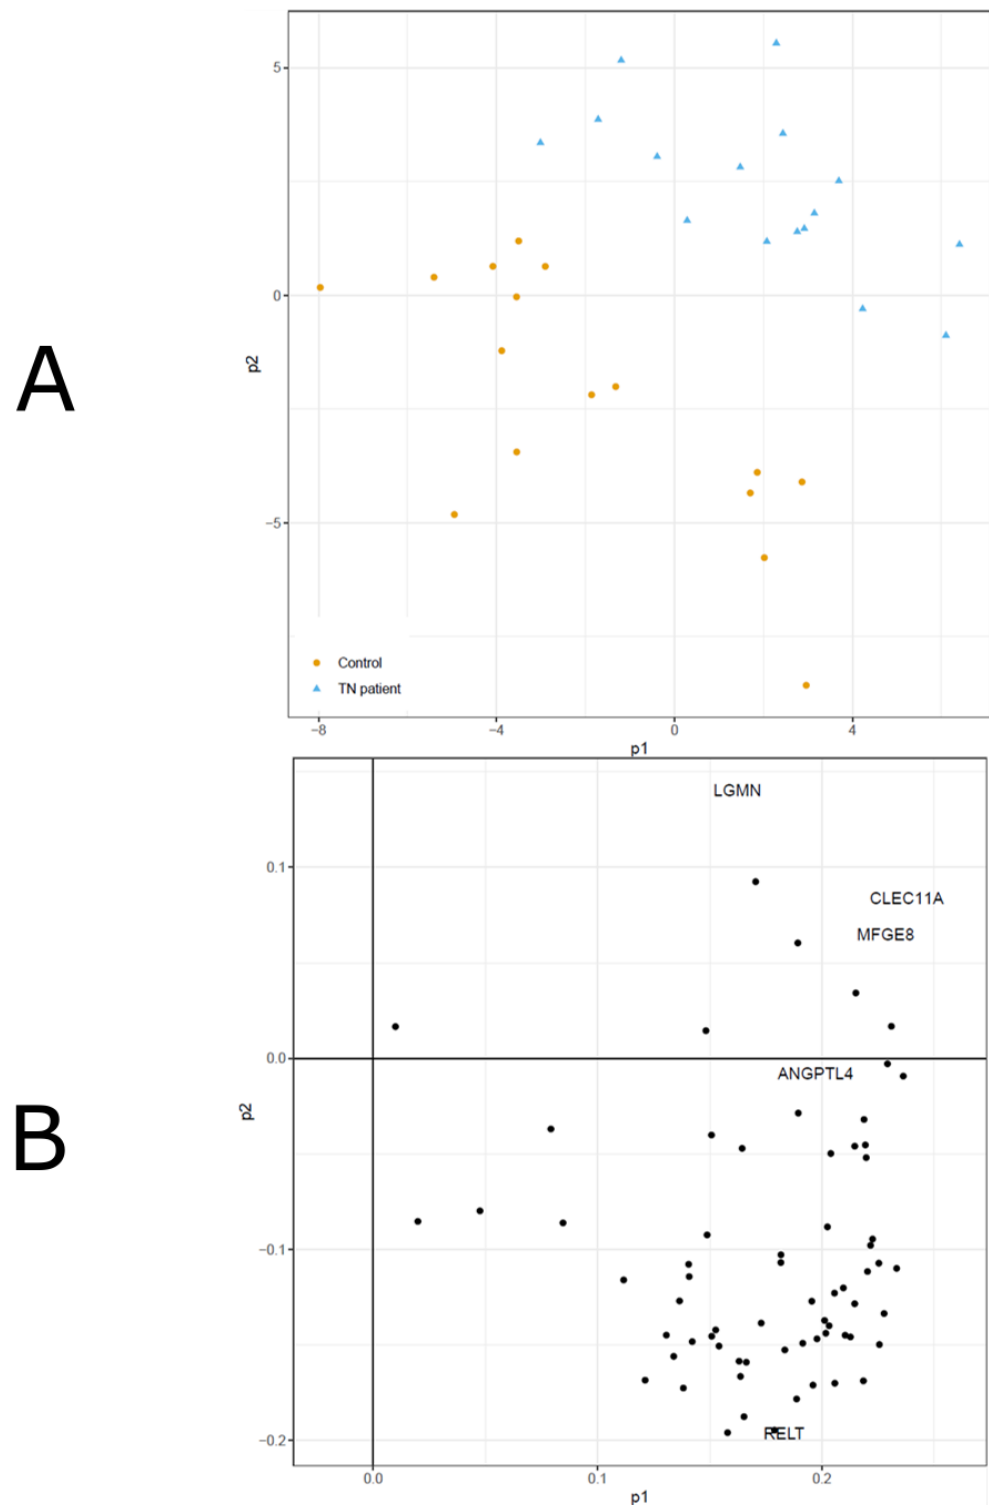 A
5
0
−5
p2
Control
TN patient
−8
−4
0
4
p1
B
LGMN
0.1
CLEC11A
MFGE8
0.0
ANGPTL4
p2
−0.1
−0.2
RELT
0.0
0.1
0.2
p1